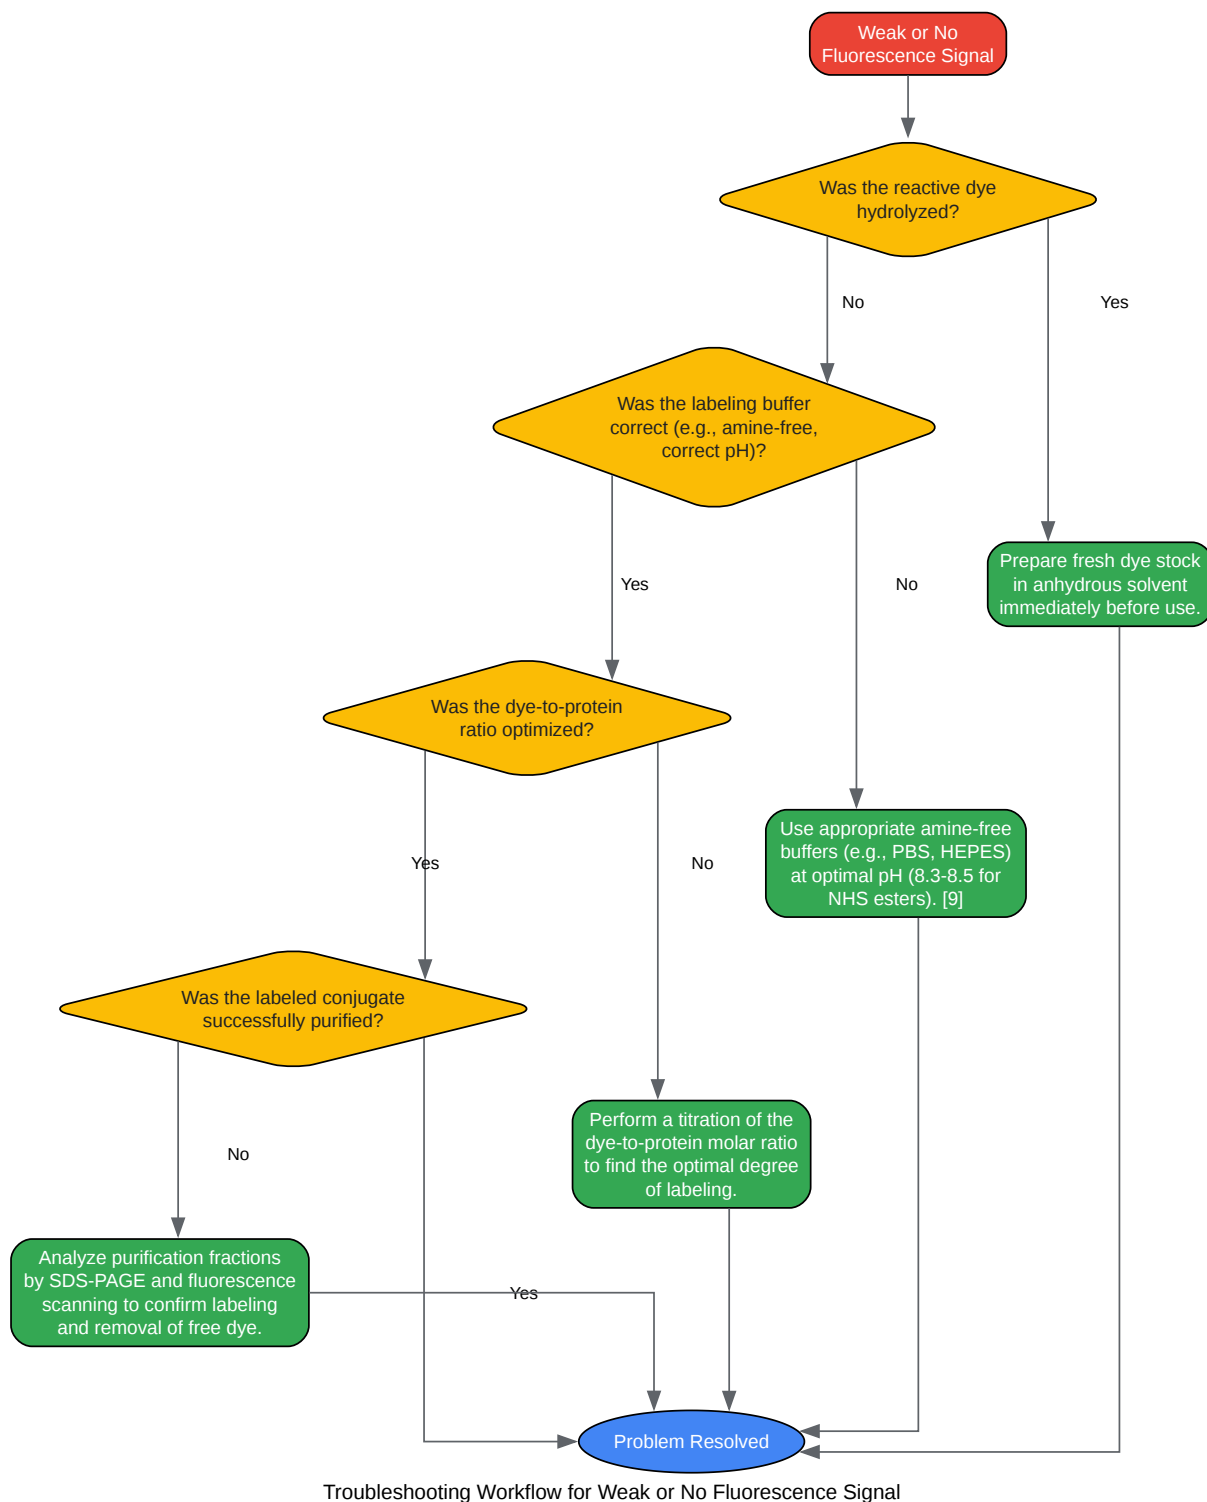 Weak or No
Fluorescence Signal
Was the reactive dye
hydrolyzed?
No
Yes
Was the labeling buffer
correct (e.g., amine-free,
correct pH)?
Yes
No
Prepare fresh dye stock
in anhydrous solvent
immediately before use.
Was the dye-to-protein
ratio optimized?
Yes
No
Use appropriate amine-free
buffers (e.g., PBS, HEPES)
at optimal pH (8.3-8.5 for
NHS esters). [9]
Was the labeled conjugate
successfully purified?
No
Perform a titration of the
dye-to-protein molar ratio
to find the optimal degree
of labeling.
Analyze purification fractions
by SDS-PAGE and fluorescence
scanning to confirm labeling
and removal of free dye.
Yes
Problem Resolved
Troubleshooting Workflow for Weak or No Fluorescence Signal